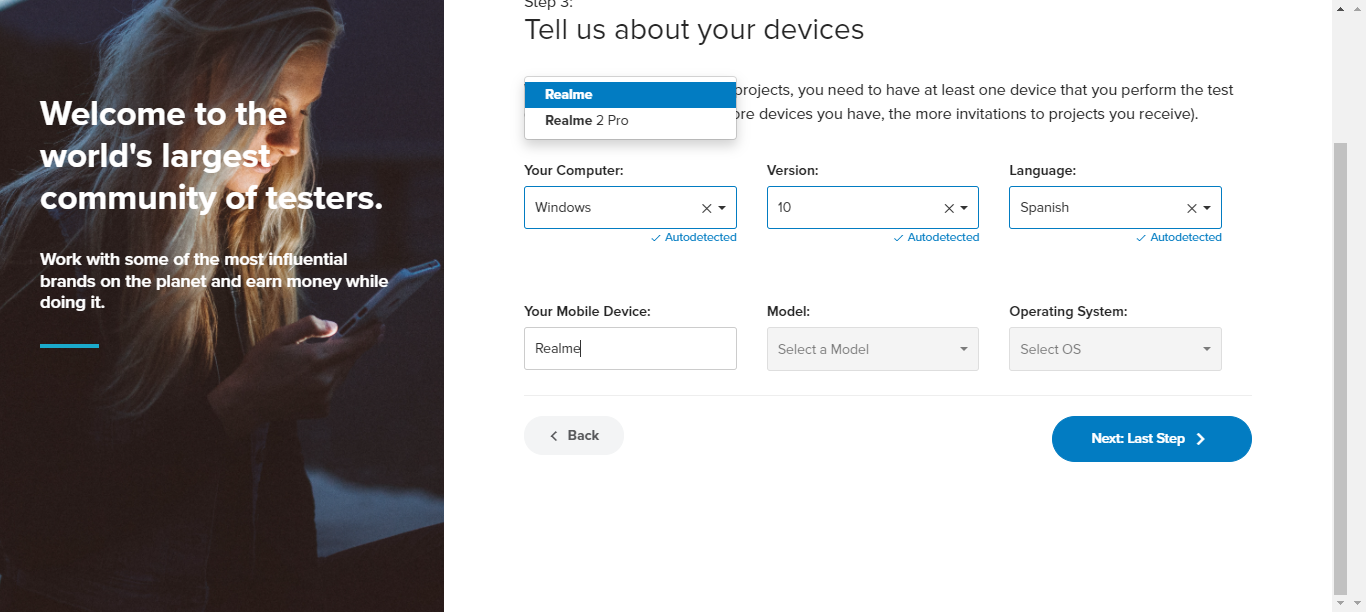 Welcome to the
world's largest
community of testers.
Work with some of the most influential
brands on the planet and earn money while
doing it.
Step 3:
Tell us about your devices
Realme
Realme 2 Pro
projects, you need to have at least one device that you perform the test
devices you have, the more invitations to projects you receive).
Your Computer:
Version:
Language:
Windows
10
Spanish
Autodetected
Autodetected
Autodetected
Your Mobile Device:
Model:
Operating System:
Realme
Select a Model
Select OS
Back
Next: Last Step